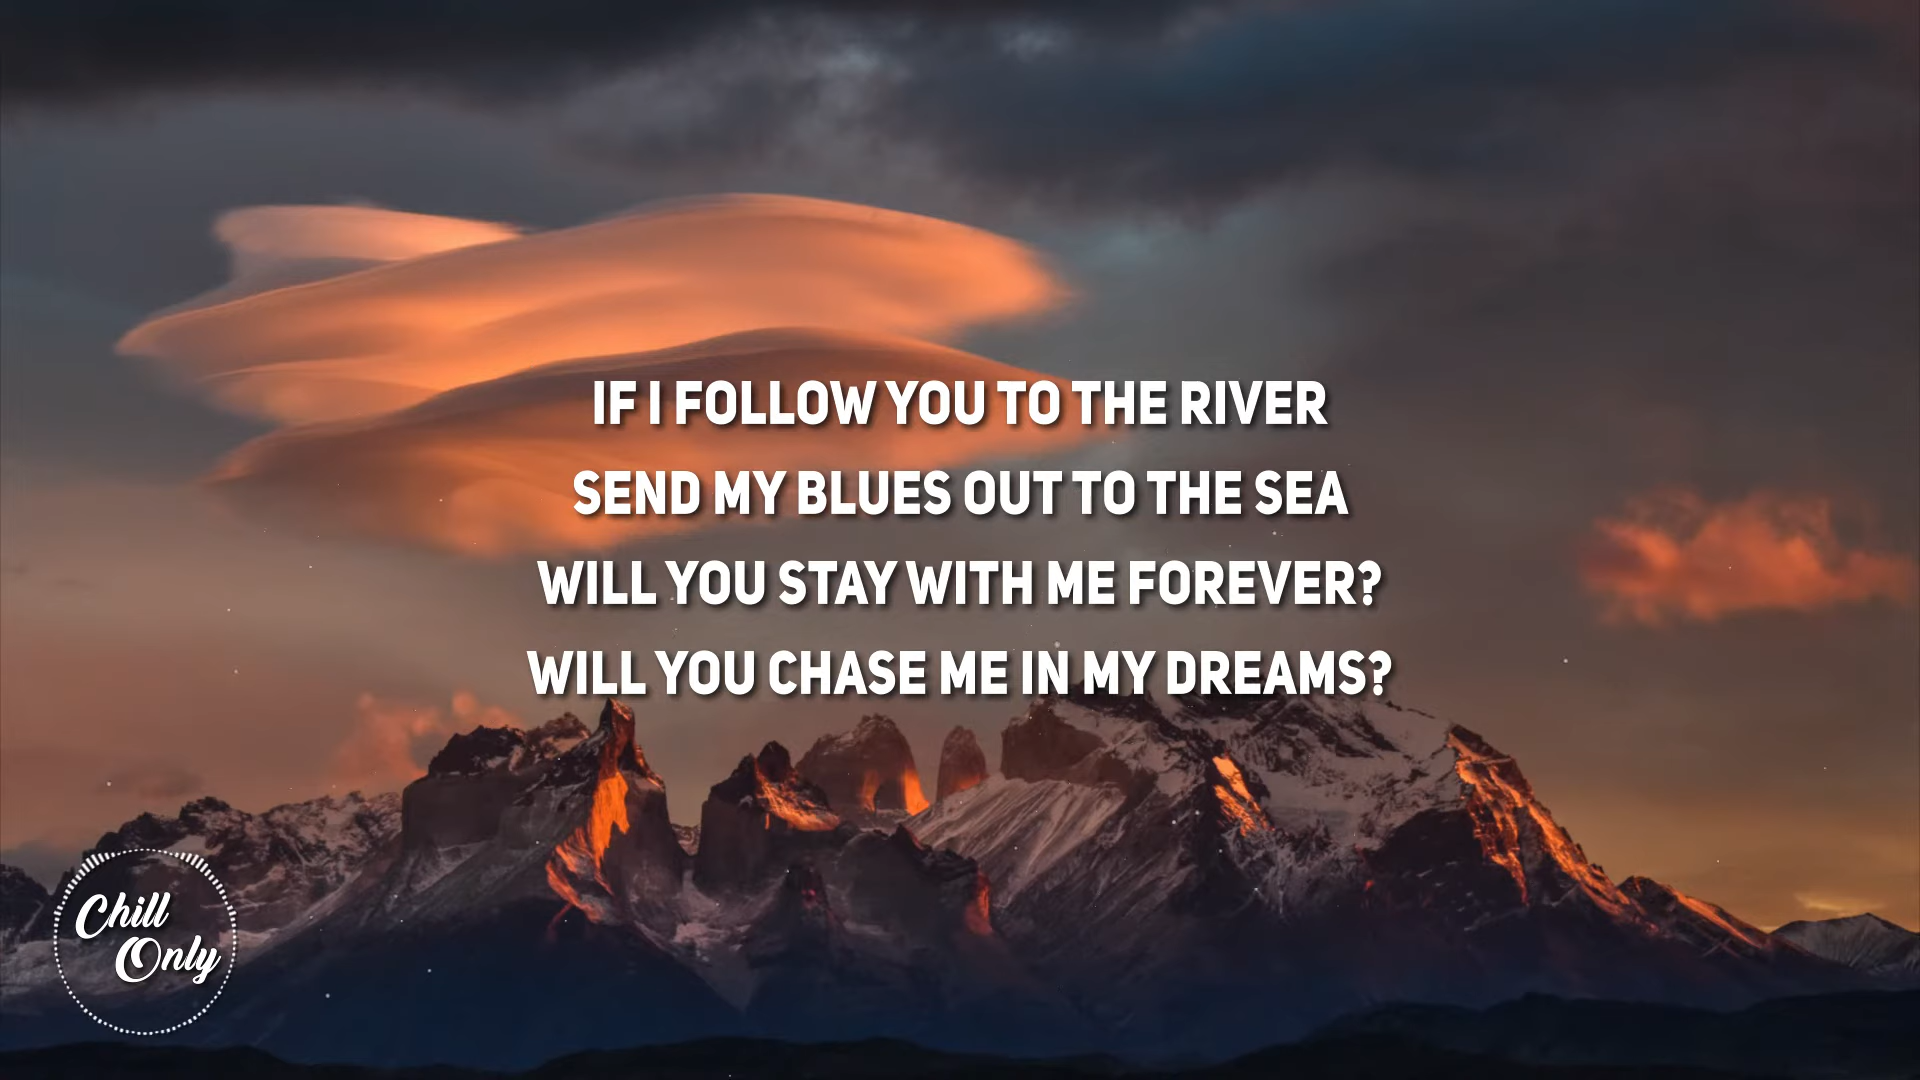 IF I FOLLOW YOU TO THE RIVER
SEND MY BLUES OUT TO THE SEA
WILL YOU STAY WITH ME FOREVER?
WILL YOU CHASE ME IN MY DREAMS?
Chill
Only